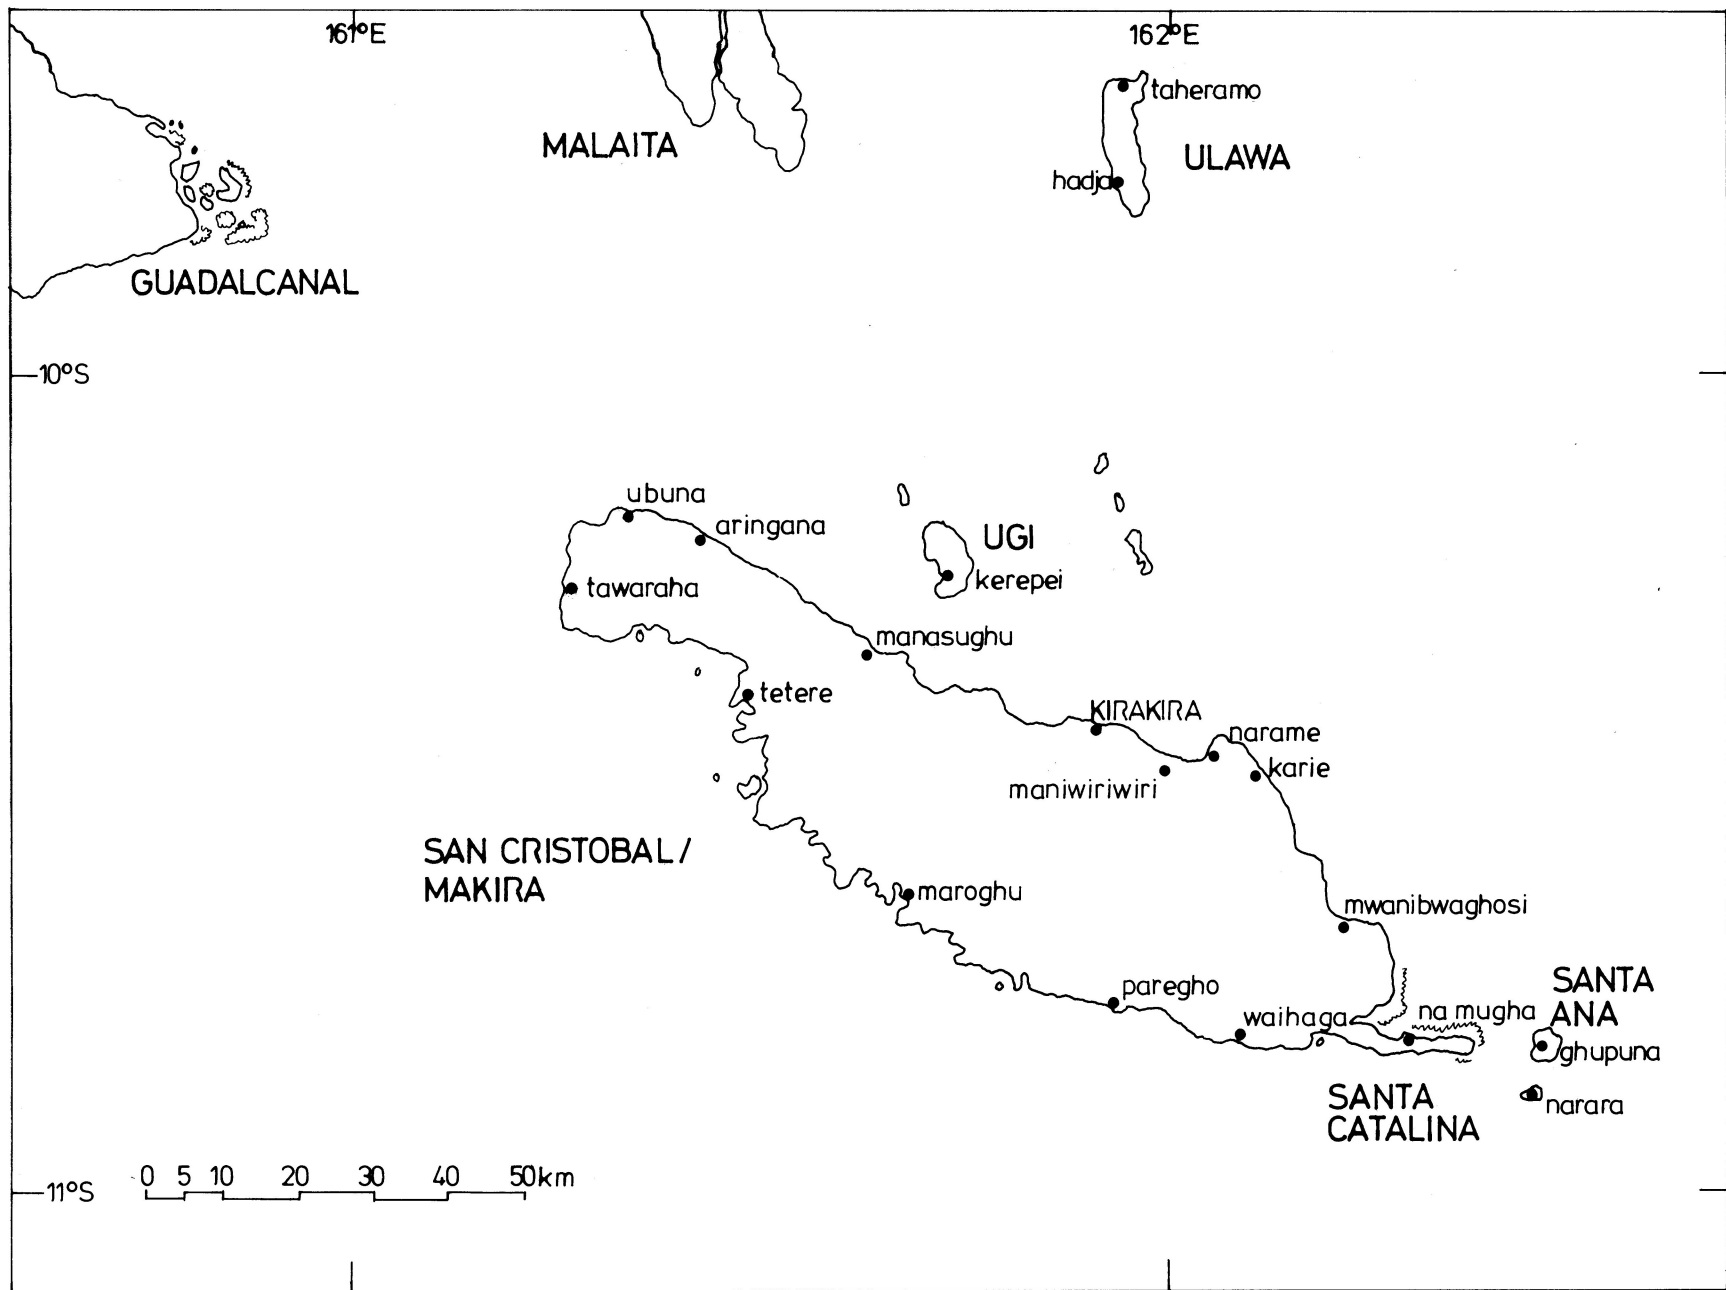 161°E
162°E
taheramo
MALAITA
ULAWA
hadja
GUADALCANAL
10°S
ubuna
aringana
UGI
kerepei
tawaraha
manasughu
tetere
KIRAKIRA
narame
karie
maniwiriwiri
SAN CRISTOBAL/
MAKIRA
maroghu
mwanibwaghosi
paregho
SANTA
ANA
waihaga
na mugha
ghupuna
SANTA
CATALINA
narara
0 5 10 20 30 40 50km
11°S